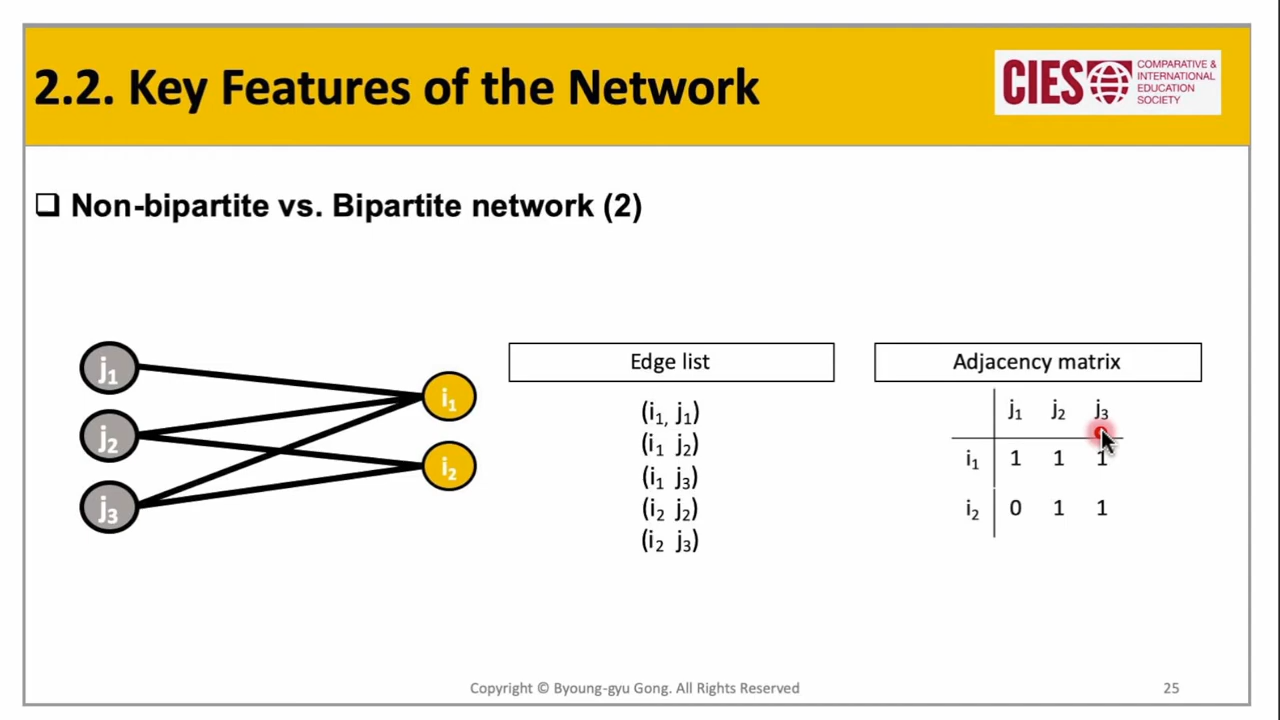 2.2. Key Features of the Network
CIES
COMPARATIVE &
INTERNATIONAL
EDUCATION
SOCIETY
❑ Non-bipartite vs. Bipartite network (2)
j₁
j₂
j₃
i₁
i₂
Edge list
(i₁, j₁)
(i₁ j₂)
(i₁ j₃)
(i₂ j₂)
(i₂ j₃)
Adjacency matrix
j₁ j₂ j₃
i₁ 1 1 1
i₂ 0 1 1
Copyright © Byoung-gyu Gong. All Rights Reserved
25